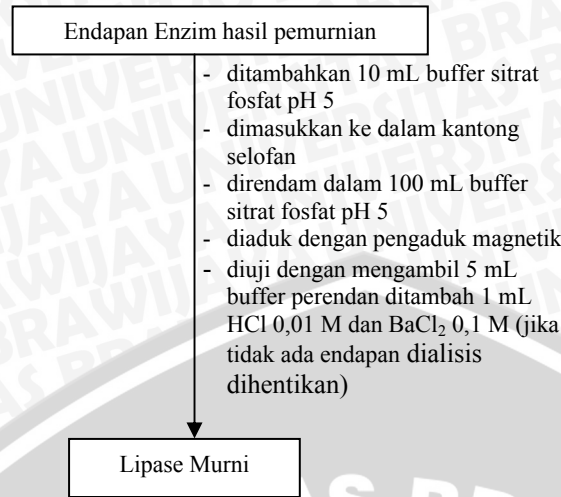 Endapan Enzim hasil pemurnian
- ditambahkan 10 mL buffer sitrat
fosfat pH 5
- dimasukkan ke dalam kantong
selofan
- direndam dalam 100 mL buffer
sitrat fosfat pH 5
- diaduk dengan pengaduk magnetik
- diuji dengan mengambil 5 mL
buffer perendan ditambah 1 mL
HCl 0,01 M dan BaCl₂ 0,1 M (jika
tidak ada endapan dialisis
dihentikan)
Lipase Murni